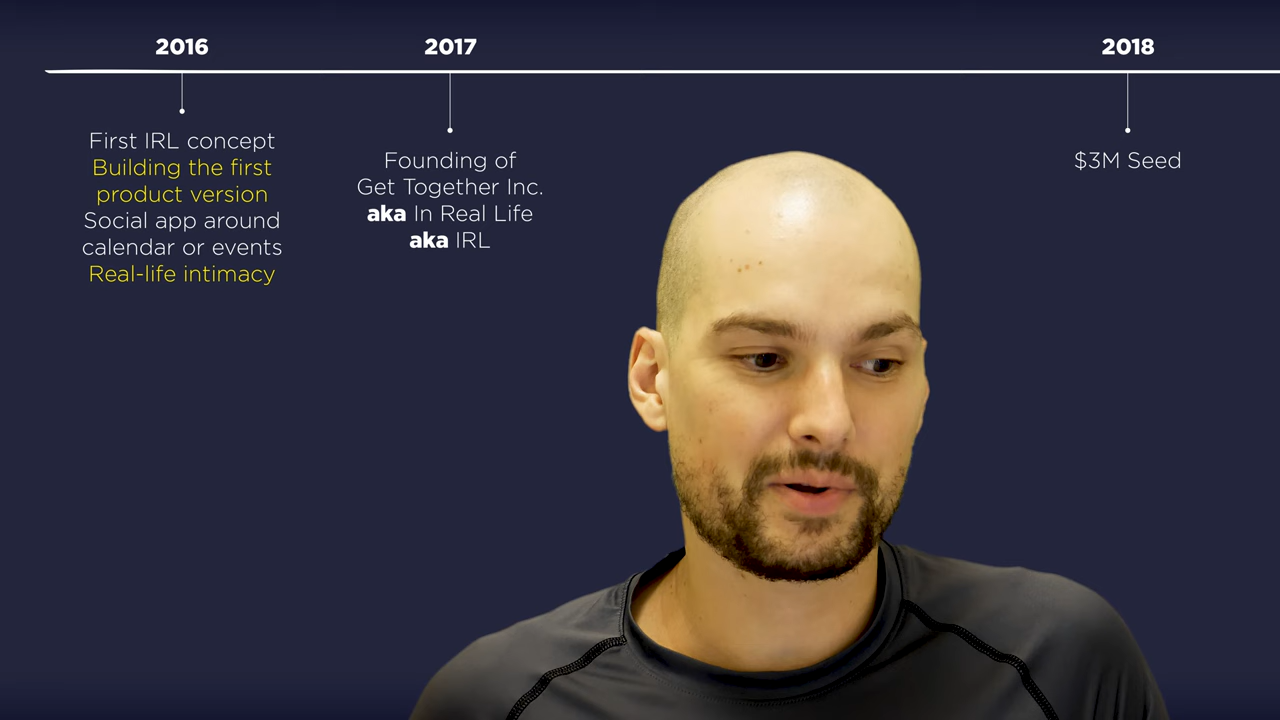 2016
First IRL concept
Building the first
product version
Social app around
calendar or events
Real-life intimacy
2017
Founding of
Get Together Inc.
aka In Real Life
aka IRL
2018
$3M Seed